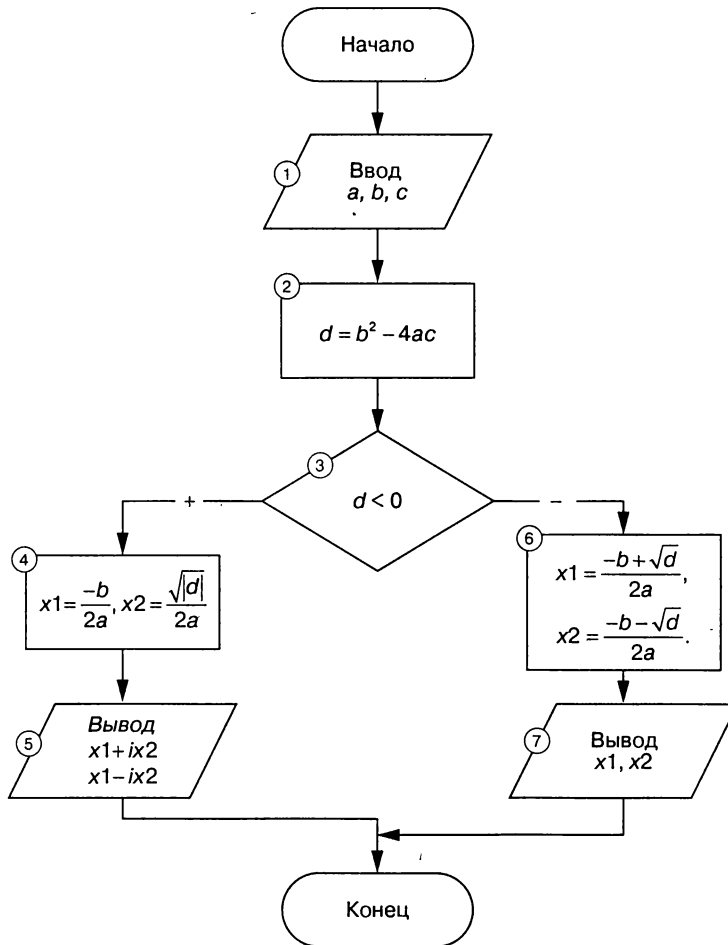 Начало
1
Ввод
a, b, c
2
d = b² − 4ac
3
d < 0
+
−
4
x1 = −b/2a, x2 = √|d|/2a
6
x1 = (−b + √d)/2a,
x2 = (−b − √d)/2a.
5
Вывод
x1 + ix2
x1 − ix2
7
Вывод
x1, x2
Конец